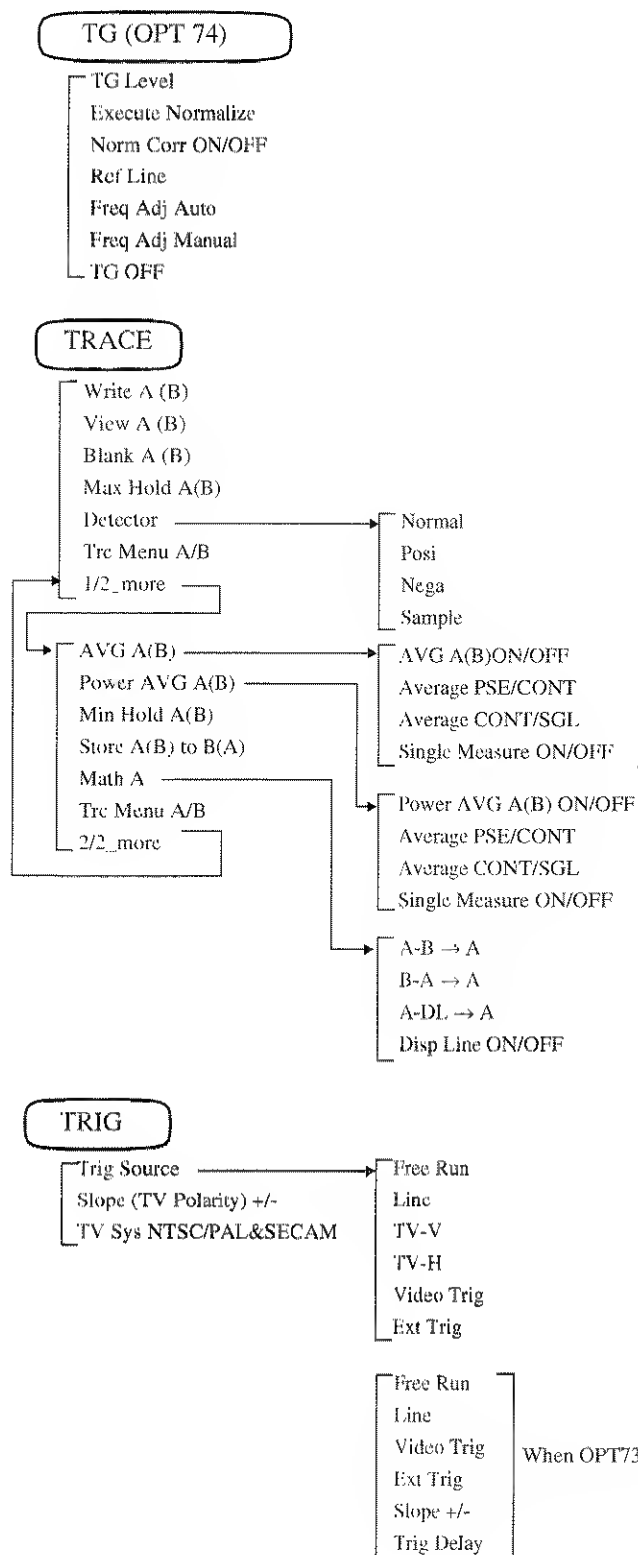 TG (OPT 74)
TG Level
Execute Normalize
Norm Corr ON/OFF
Ref Line
Freq Adj Auto
Freq Adj Manual
TG OFF
TRACE
Write A (B)
View A (B)
Blank A (B)
Max Hold A(B)
Detector
Trc Menu A/B
1/2_more
Normal
Posi
Nega
Sample
AVG A(B)
Power AVG A(B)
Min Hold A(B)
Store A(B) to B(A)
Math A
Trc Menu A/B
2/2_more
AVG A(B)ON/OFF
Average PSE/CONT
Average CONT/SGL
Single Measure ON/OFF
Power AVG A(B) ON/OFF
Average PSE/CONT
Average CONT/SGL
Single Measure ON/OFF
A-B → A
B-A → A
A-DL → A
Disp Line ON/OFF
TRIG
Trig Source
Slope (TV Polarity) +/-
TV Sys NTSC/PAL&SECAM
Free Run
Line
TV-V
TV-H
Video Trig
Ext Trig
Free Run
Line
Video Trig
Ext Trig
Slope +/-
Trig Delay
When OPT73